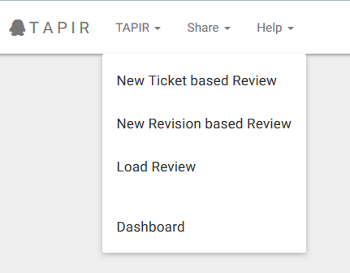 TAPIR TAPIR Share Help
New Ticket based Review
New Revision based Review
Load Review
Dashboard